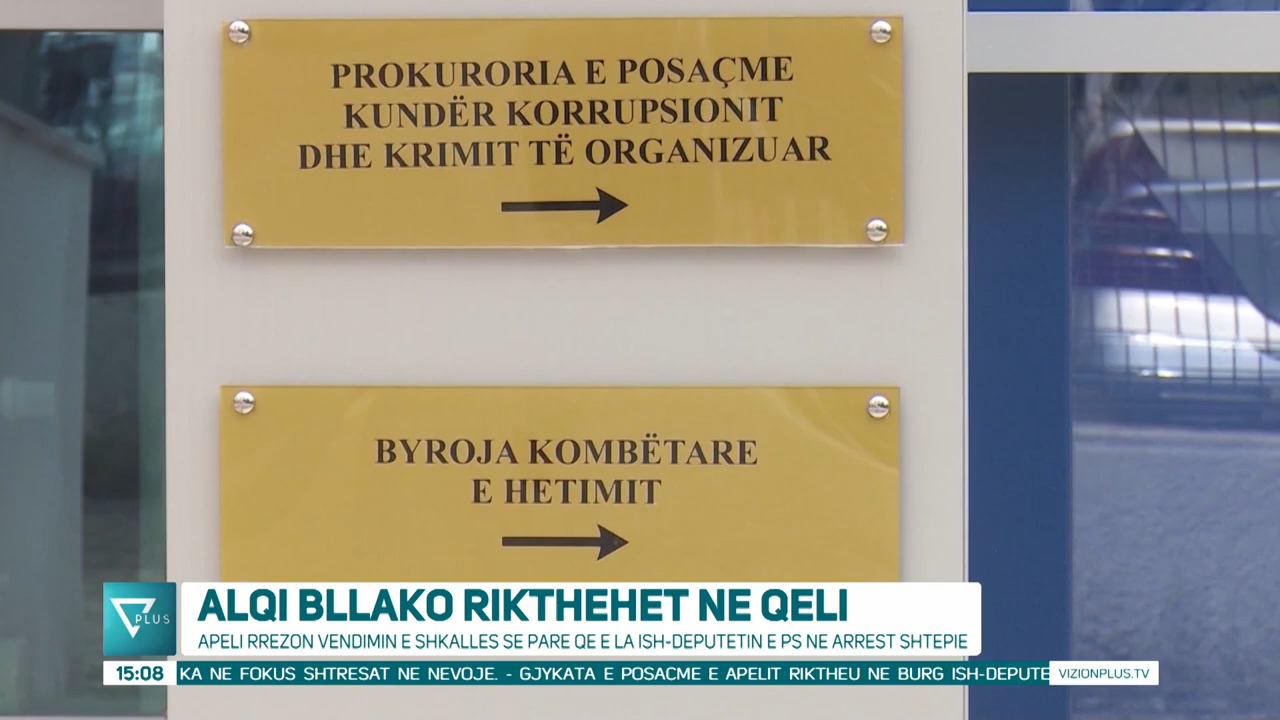 PROKURORIA E POSAÇME
KUNDËR KORRUPSIONIT
DHE KRIMIT TË ORGANIZUAR
BYROJA KOMBËTARE
E HETIMIT
PLUS
ALQI BLLAKO RIKTHEHET NE QELI
APELI RREZON VENDIMIN E SHKALLES SE PARE QE E LA ISH-DEPUTETIN E PS NE ARREST SHTEPIE
15:08 KA NE FOKUS SHTRESAT NE NEVOJE. - GJYKATA E POSACME E APELIT RIKTHEU NE BURG ISH-DEPUTE VIZIONPLUS.TV